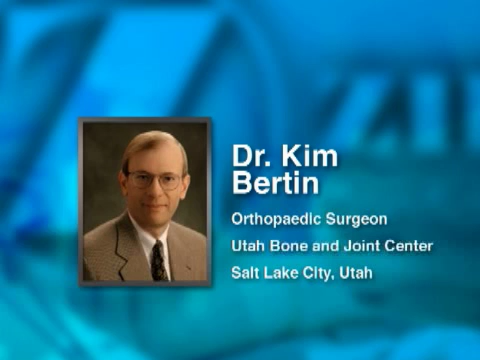 Dr. Kim
Bertin
Orthopaedic Surgeon
Utah Bone and Joint Center
Salt Lake City, Utah